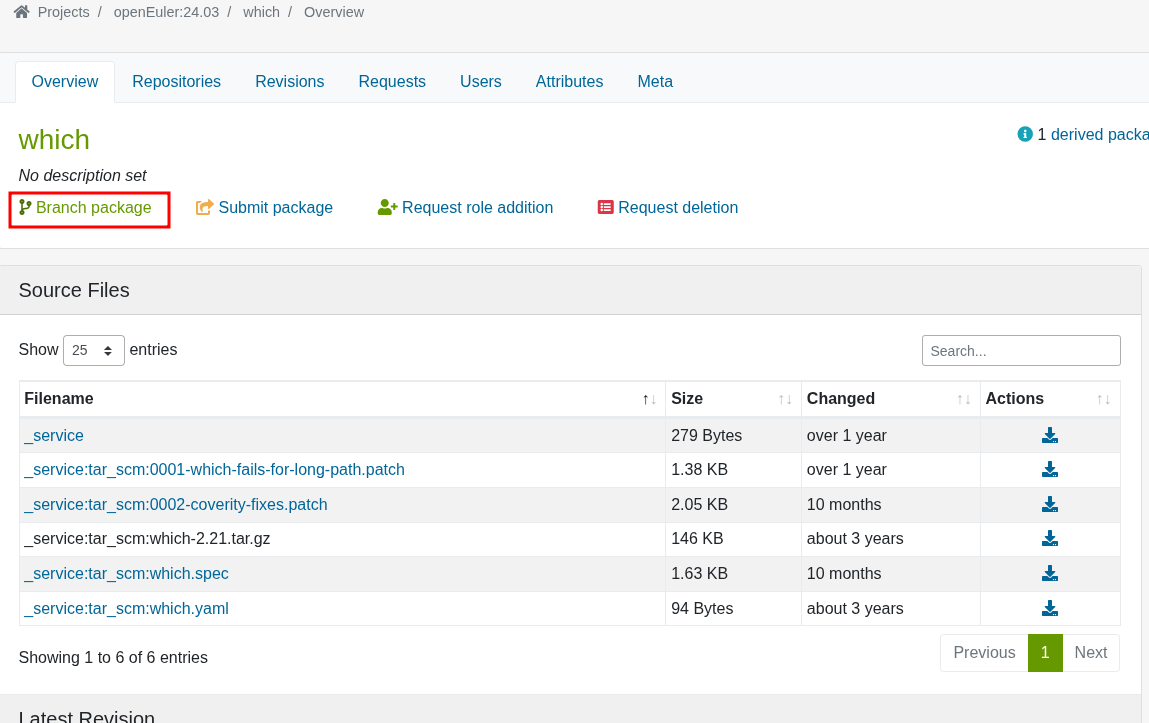 Projects / openEuler:24.03 / which / Overview
Overview Repositories Revisions Requests Users Attributes Meta
which
1 derived packa
No description set
Branch package Submit package Request role addition Request deletion
Source Files
Show 25 entries Search...
Filename Size Changed Actions
_service 279 Bytes over 1 year
_service:tar_scm:0001-which-fails-for-long-path.patch 1.38 KB over 1 year
_service:tar_scm:0002-coverity-fixes.patch 2.05 KB 10 months
_service:tar_scm:which-2.21.tar.gz 146 KB about 3 years
_service:tar_scm:which.spec 1.63 KB 10 months
_service:tar_scm:which.yaml 94 Bytes about 3 years
Showing 1 to 6 of 6 entries Previous 1 Next
Latest Revision